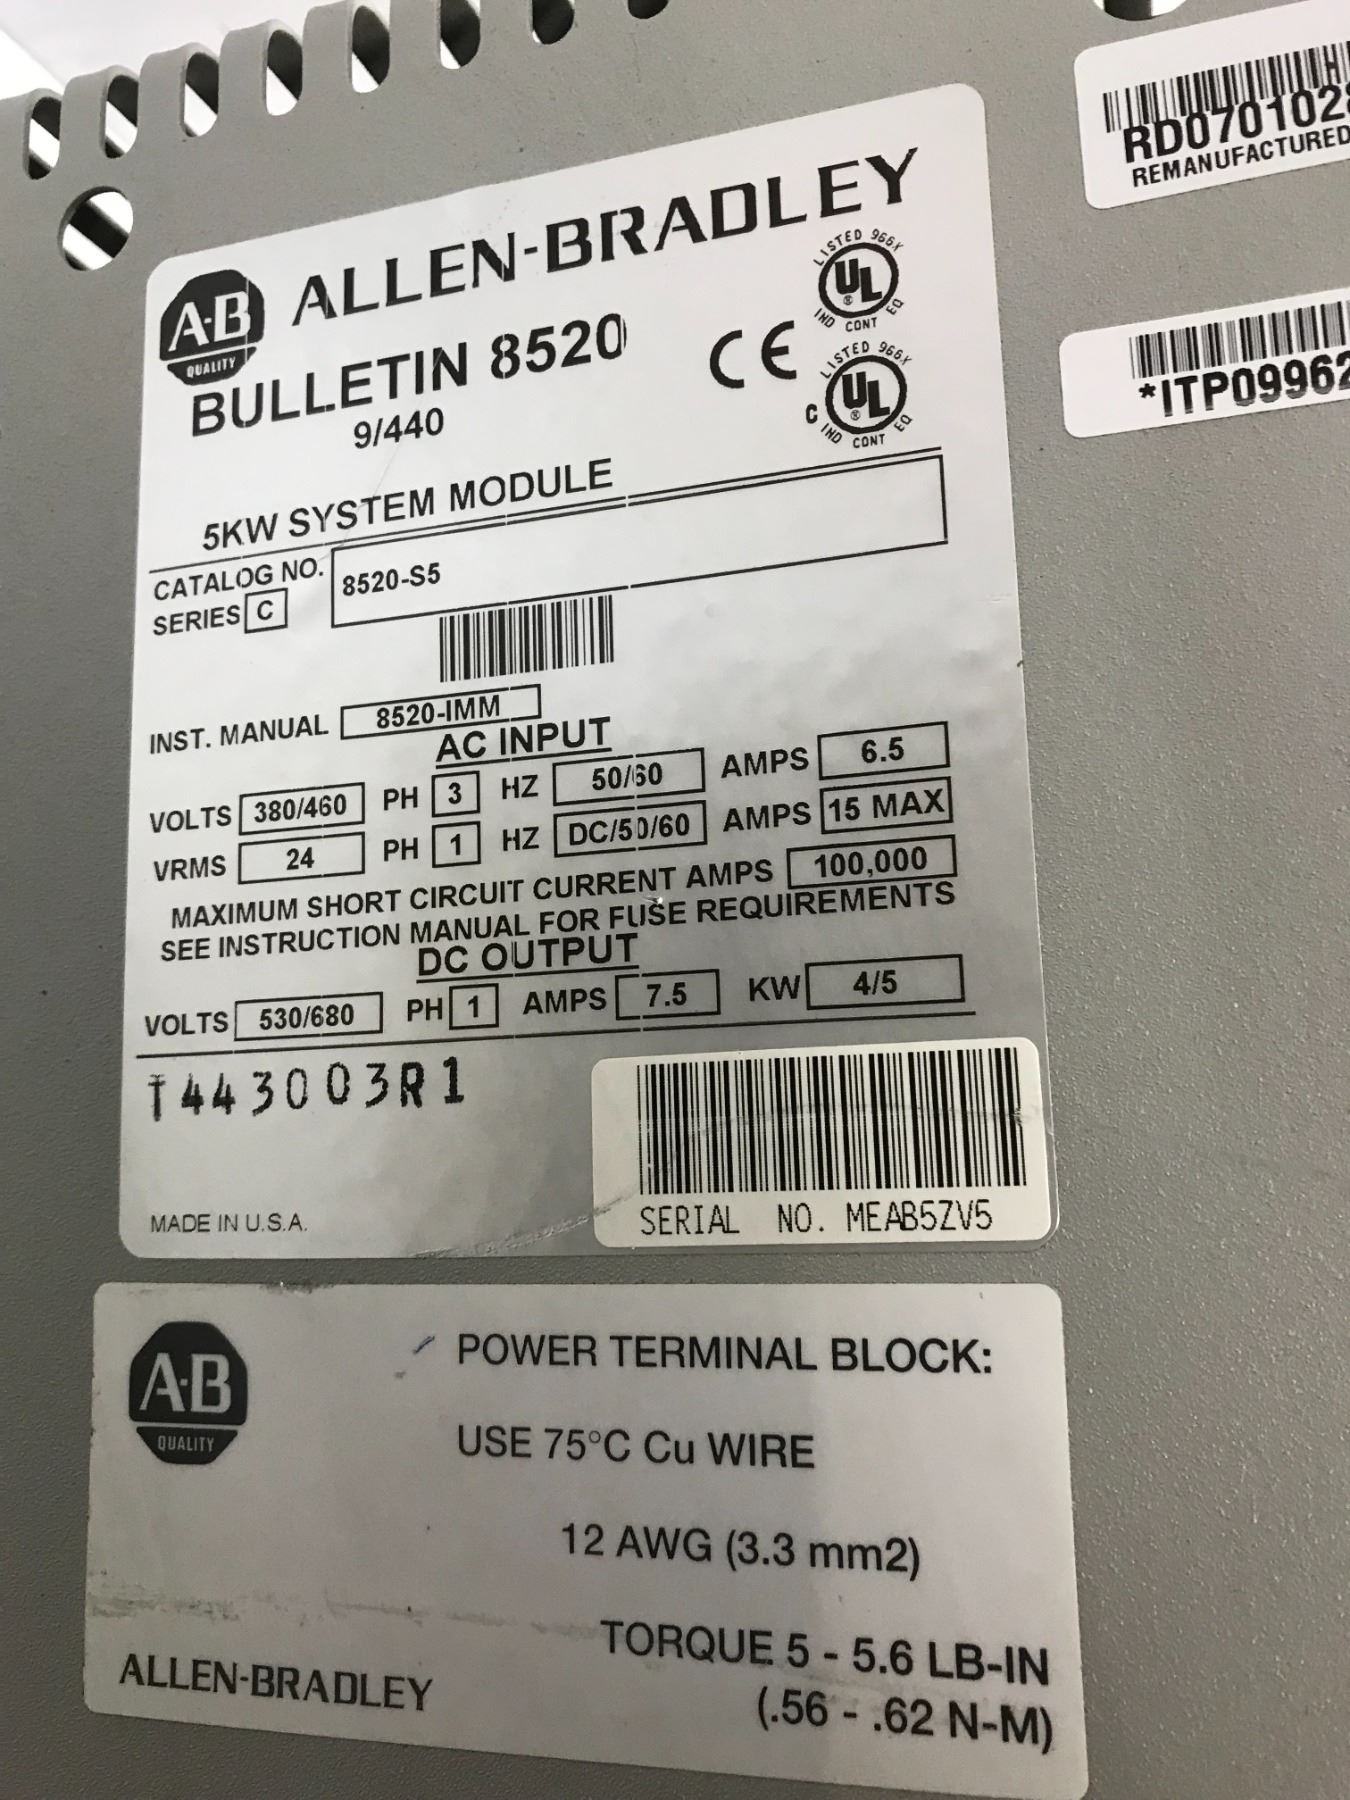 RD070102
REMANUFACTURED
*ITP09962
A-B
QUALITY
ALLEN-BRADLEY
BULLETIN 8520
9/440
CE
LISTED 966X
UL
®
IND CONT EQ
LISTED 966X
C UL
®
IND CONT EQ
5KW SYSTEM MODULE
CATALOG NO. 8520-S5
SERIES C
INST. MANUAL 8520-IMM
AC INPUT
VOLTS 380/460 PH 3 HZ 50/60 AMPS 6.5
VRMS 24 PH 1 HZ DC/50/60 AMPS 15 MAX
MAXIMUM SHORT CIRCUIT CURRENT AMPS 100,000
SEE INSTRUCTION MANUAL FOR FUSE REQUIREMENTS
DC OUTPUT
VOLTS 530/680 PH 1 AMPS 7.5 KW 4/5
T443003R1
MADE IN U.S.A.
SERIAL NO. MEAB5ZV5
A-B
QUALITY
POWER TERMINAL BLOCK:
USE 75°C Cu WIRE
12 AWG (3.3 mm2)
TORQUE 5 - 5.6 LB-IN
(.56 - .62 N-M)
ALLEN-BRADLEY